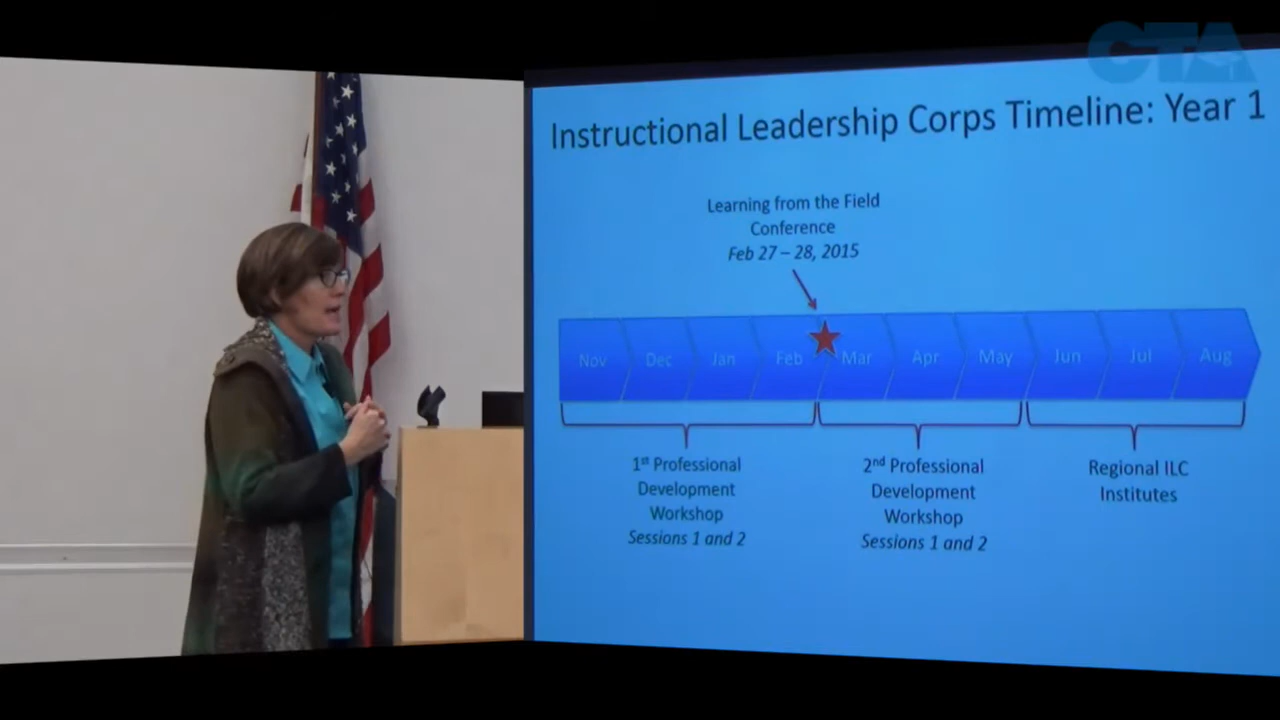 CTA
Instructional Leadership Corps Timeline: Year 1
Learning from the Field
Conference
Feb 27 – 28, 2015
Nov Dec Jan Feb Mar Apr May Jun Jul Aug
1st Professional
Development
Workshop
Sessions 1 and 2
2nd Professional
Development
Workshop
Sessions 1 and 2
Regional ILC
Institutes